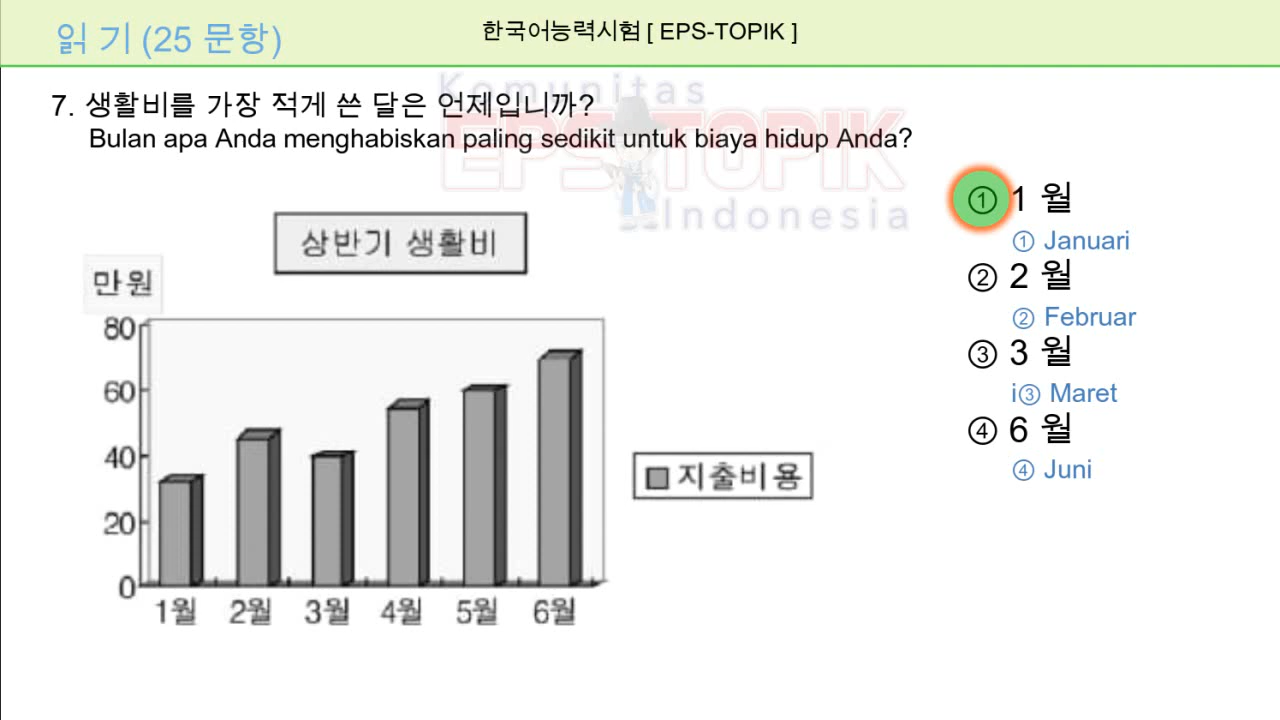 읽 기 (25 문항)
한국어능력시험 [ EPS-TOPIK ]
Komunitas
EPS TOPIK
Indonesia
7. 생활비를 가장 적게 쓴 달은 언제입니까?
Bulan apa Anda menghabiskan paling sedikit untuk biaya hidup Anda?
상반기 생활비
만원
80
60
40
20
0
1월 2월 3월 4월 5월 6월
지출비용
① 1 월
① Januari
② 2 월
② Februar
③ 3 월
i③ Maret
④ 6 월
④ Juni